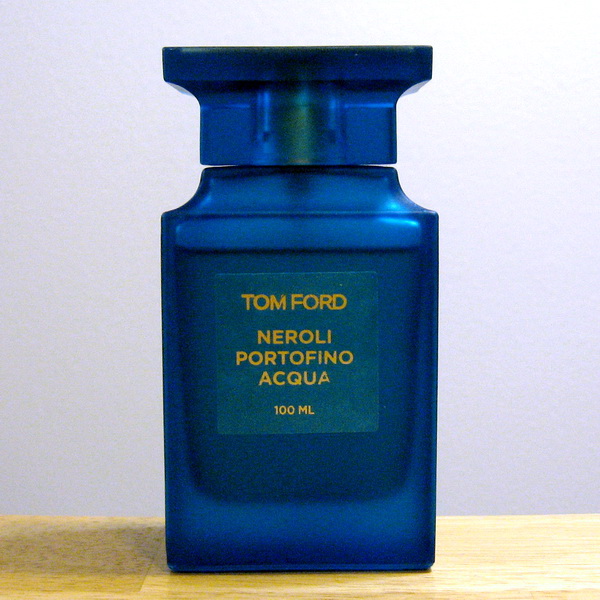 TOM FORD
NEROLI
PORTOFINO
ACQUA
100 ML